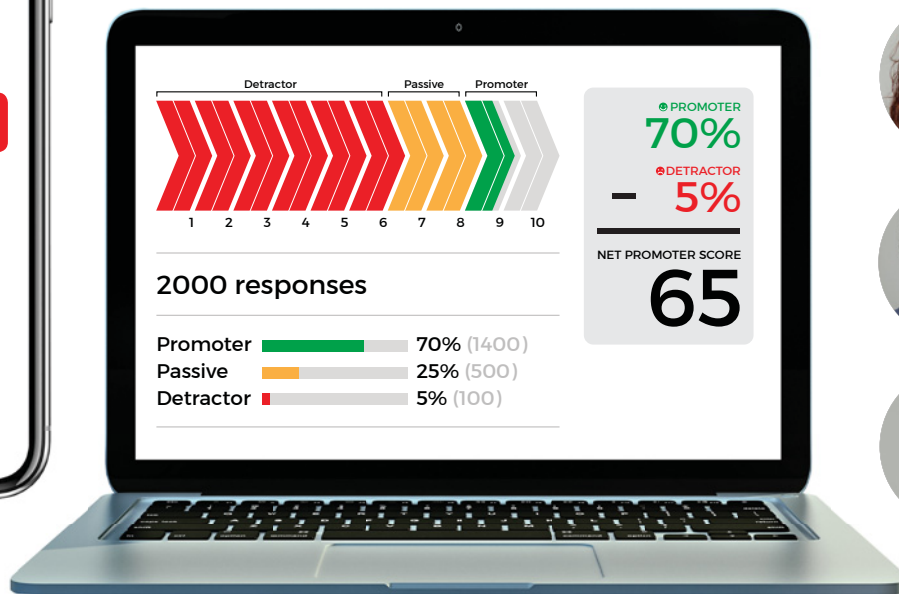 Detractor Passive Promoter
1 2 3 4 5 6 7 8 9 10
2000 responses
Promoter 70% (1400)
Passive 25% (500)
Detractor 5% (100)
PROMOTER
70%
DETRACTOR
- 5%
NET PROMOTER SCORE
65